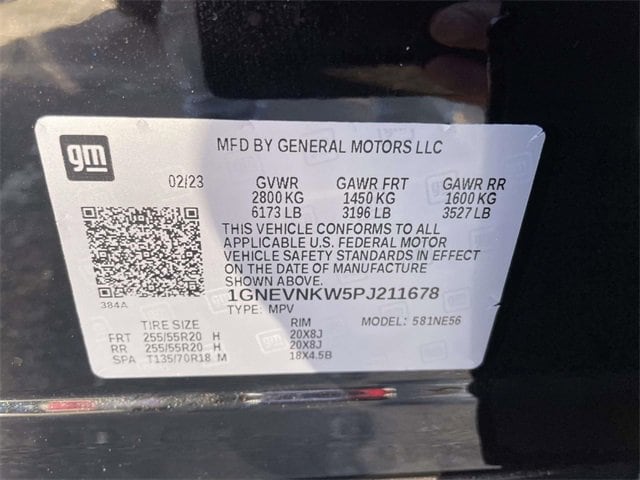 gm
MFD BY GENERAL MOTORS LLC
02/23 GVWR GAWR FRT GAWR RR
2800 KG 1450 KG 1600 KG
6173 LB 3196 LB 3527 LB
THIS VEHICLE CONFORMS TO ALL
APPLICABLE U.S. FEDERAL MOTOR
VEHICLE SAFETY STANDARDS IN EFFECT
ON THE DATE OF MANUFACTURE
SHOWN ABOVE.
384A
1GNEVNKW5PJ211678
TYPE: MPV MODEL: 581NE56
TIRE SIZE RIM
FRT 255/55R20 H 20X8J
RR 255/55R20 H 20X8J
SPA T135/70R18 M 18X4.5B